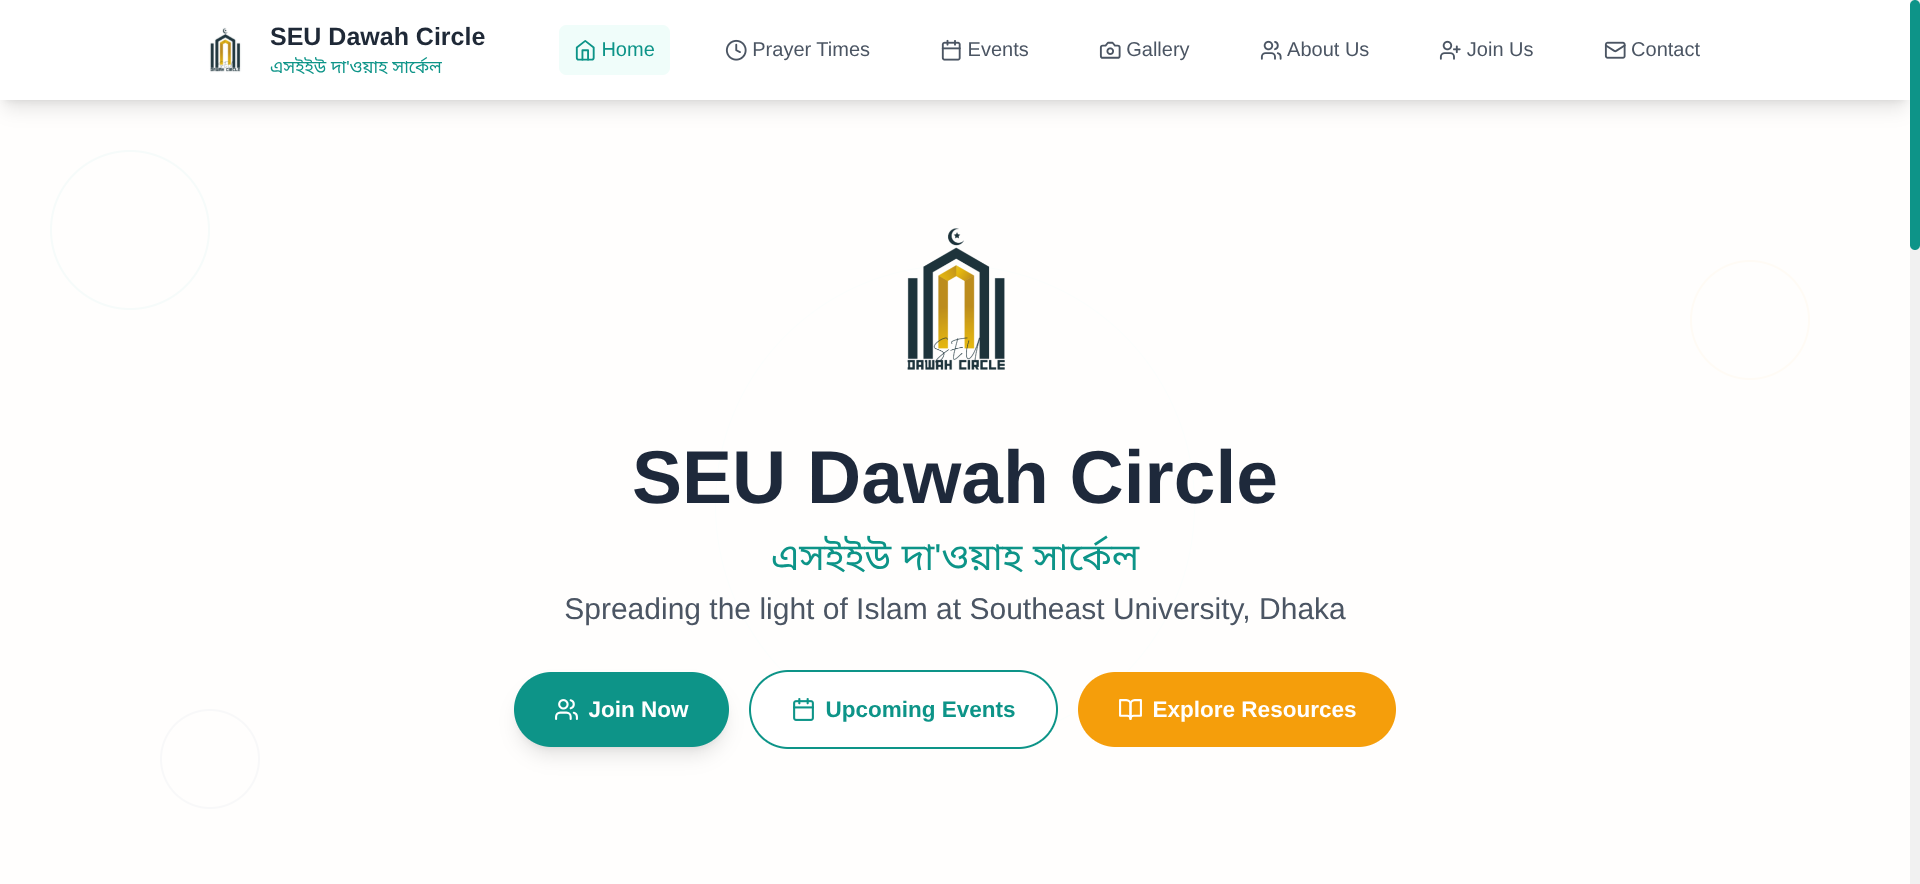 SEU Dawah Circle
এসইইউ দা'ওয়াহ সার্কেল
Home
Prayer Times
Events
Gallery
About Us
Join Us
Contact
SEU
DAWAH CIRCLE
SEU Dawah Circle
এসইইউ দা'ওয়াহ সার্কেল
Spreading the light of Islam at Southeast University, Dhaka
Join Now
Upcoming Events
Explore Resources